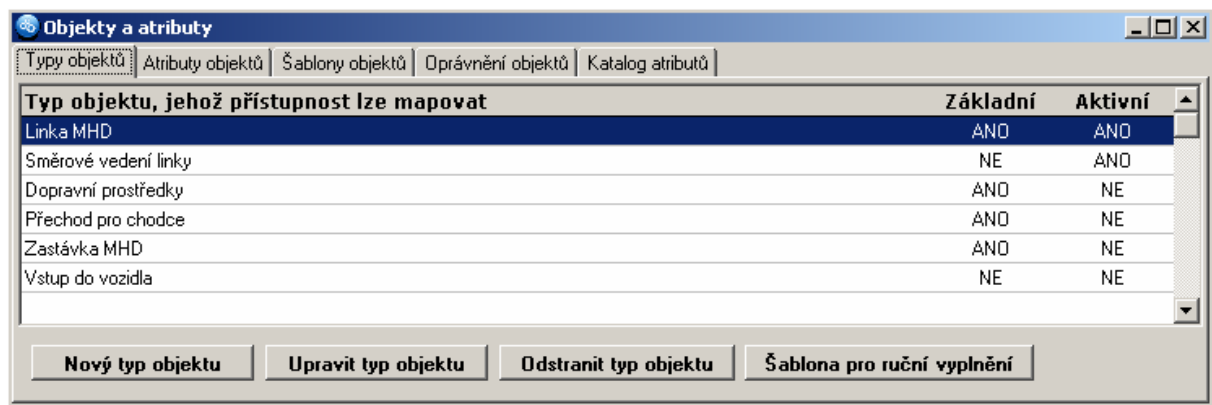 Objekty a atributy
Typy objektů Atributy objektů Šablony objektů Oprávnění objektů Katalog atributů
Typ objektu, jehož přístupnost lze mapovat Základní Aktivní
Linka MHD ANO ANO
Směrové vedení linky NE ANO
Dopravní prostředky ANO NE
Přechod pro chodce ANO NE
Zastávka MHD ANO NE
Vstup do vozidla NE NE
Nový typ objektu Upravit typ objektu Odstranit typ objektu Šablona pro ruční vyplnění